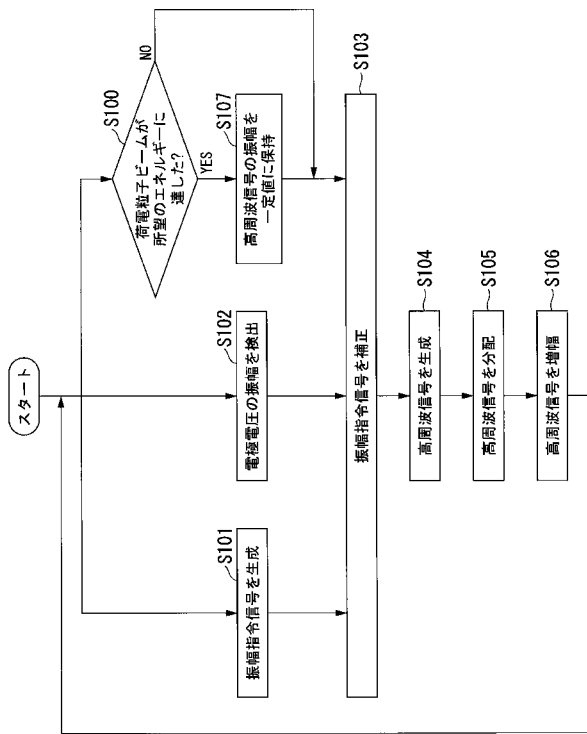 スタート
S100
荷電粒子ビームが
所望のエネルギーに
達した?
NO
YES
S101
振幅指令信号を生成
S102
電極電圧の振幅を検出
S107
高周波信号の振幅を
一定値に保持
S103
振幅指令信号を補正
S104
高周波信号を生成
S105
高周波信号を分配
S106
高周波信号を増幅